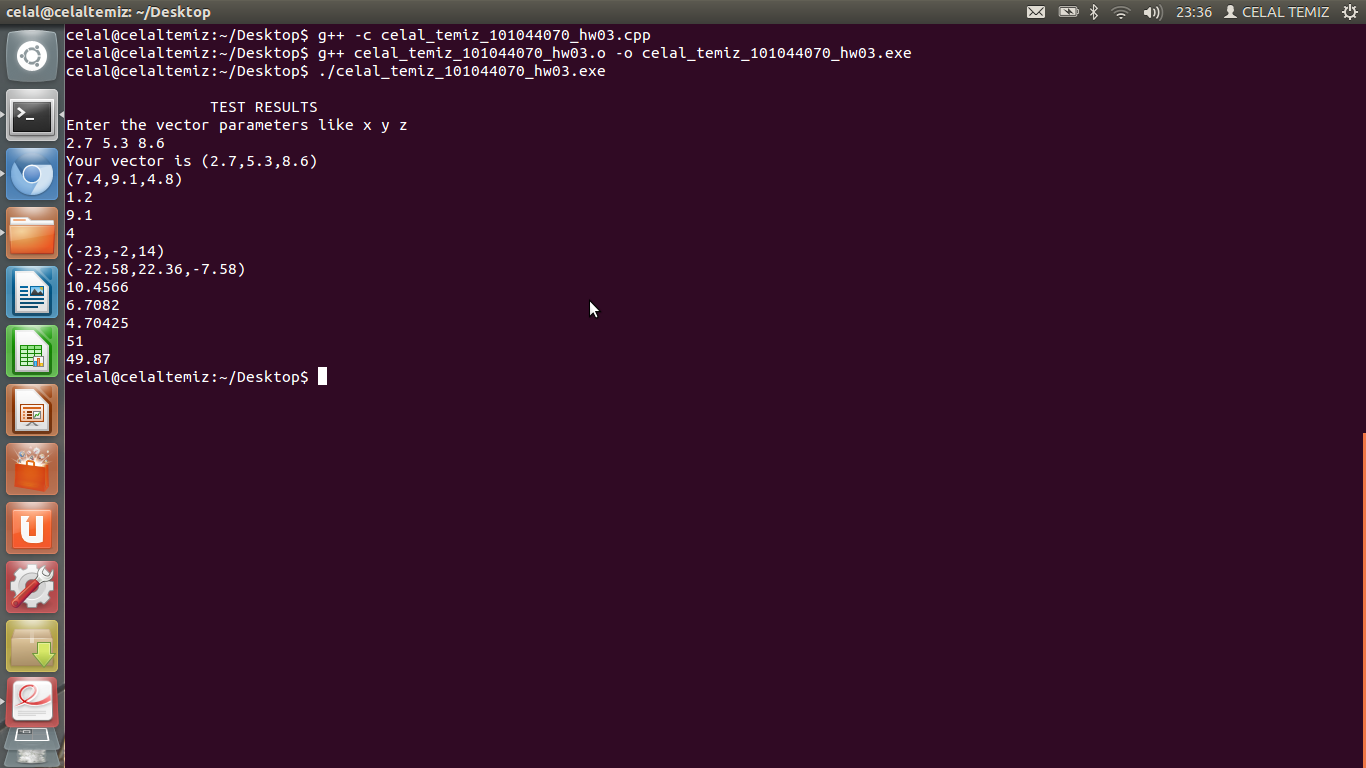 celal@celaltemiz: ~/Desktop 23:36 CELAL TEMIZ
celal@celaltemiz:~/Desktop$ g++ -c celal_temiz_101044070_hw03.cpp
celal@celaltemiz:~/Desktop$ g++ celal_temiz_101044070_hw03.o -o celal_temiz_101044070_hw03.exe
celal@celaltemiz:~/Desktop$ ./celal_temiz_101044070_hw03.exe
TEST RESULTS
Enter the vector parameters like x y z
2.7 5.3 8.6
Your vector is (2.7,5.3,8.6)
(7.4,9.1,4.8)
1.2
9.1
4
(-23,-2,14)
(-22.58,22.36,-7.58)
10.4566
6.7082
4.70425
51
49.87
celal@celaltemiz:~/Desktop$